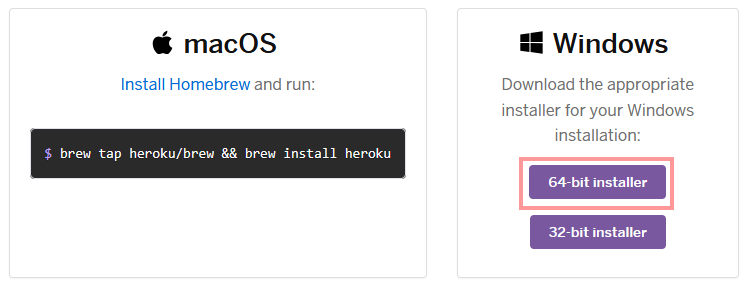 macOS
Install Homebrew and run:
$ brew tap heroku/brew && brew install heroku
Windows
Download the appropriate
installer for your Windows
installation:
64-bit installer
32-bit installer